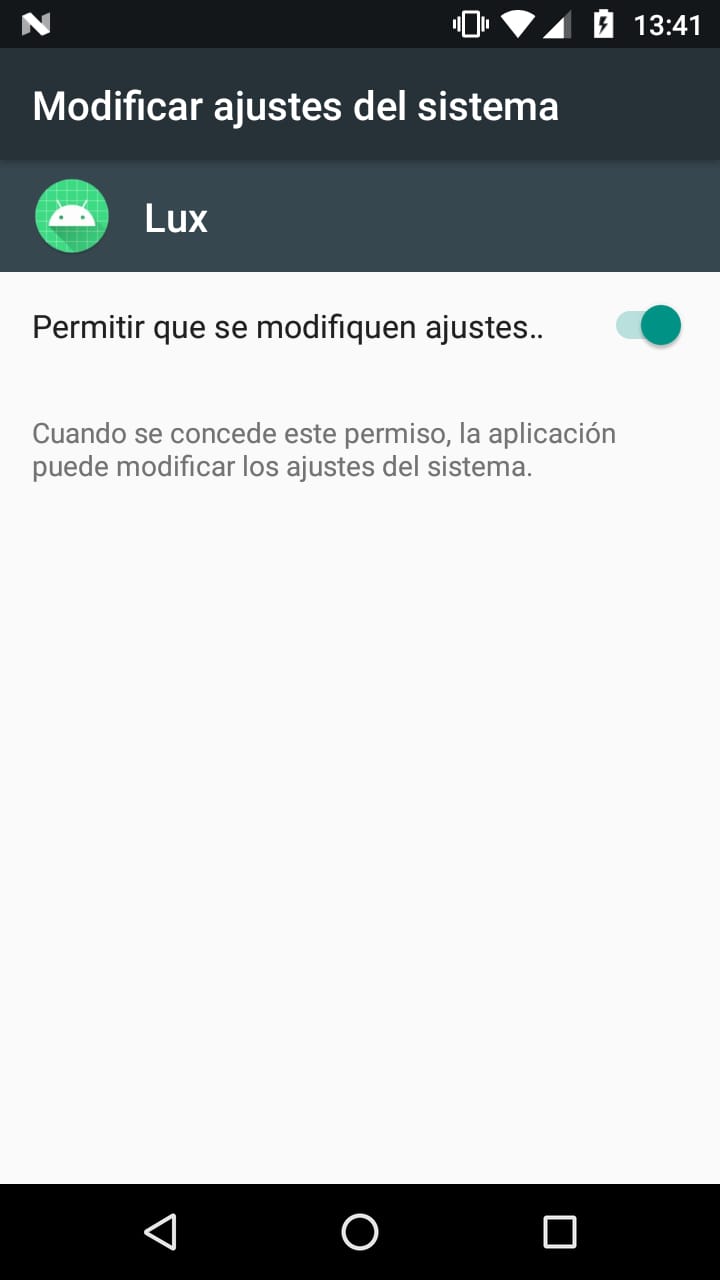 13:41
Modificar ajustes del sistema
Lux
Permitir que se modifiquen ajustes..
Cuando se concede este permiso, la aplicación
puede modificar los ajustes del sistema.